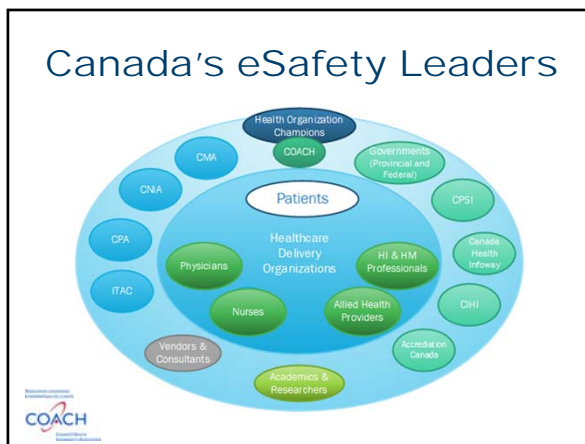 Canada's eSafety Leaders
Health Organization
Champions
COACH
Governments
(Provincial and
Federal)
CMA
CNIA
CPSI
Patients
CPA
Healthcare
Delivery
Organizations
Canada
Health
Infoway
Physicians
HI & HM
Professionals
ITAC
CIHI
Nurses
Allied Health
Providers
Vendors &
Consultants
Accrediation
Canada
Academics &
Researchers
COACH